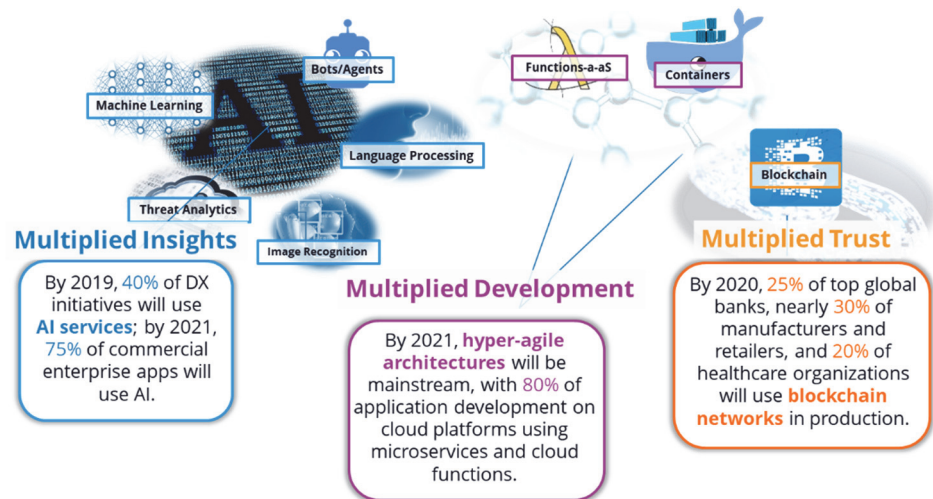 Bots/Agents
Machine Learning
AI
Language Processing
Threat Analytics
Image Recognition
Multiplied Insights
By 2019, 40% of DX
initiatives will use
AI services; by 2021,
75% of commercial
enterprise apps will
use AI.
Functions-a-aS
Containers
Multiplied Development
By 2021, hyper-agile
architectures will be
mainstream, with 80% of
application development on
cloud platforms using
microservices and cloud
functions.
Blockchain
Multiplied Trust
By 2020, 25% of top global
banks, nearly 30% of
manufacturers and
retailers, and 20% of
healthcare organizations
will use blockchain
networks in production.